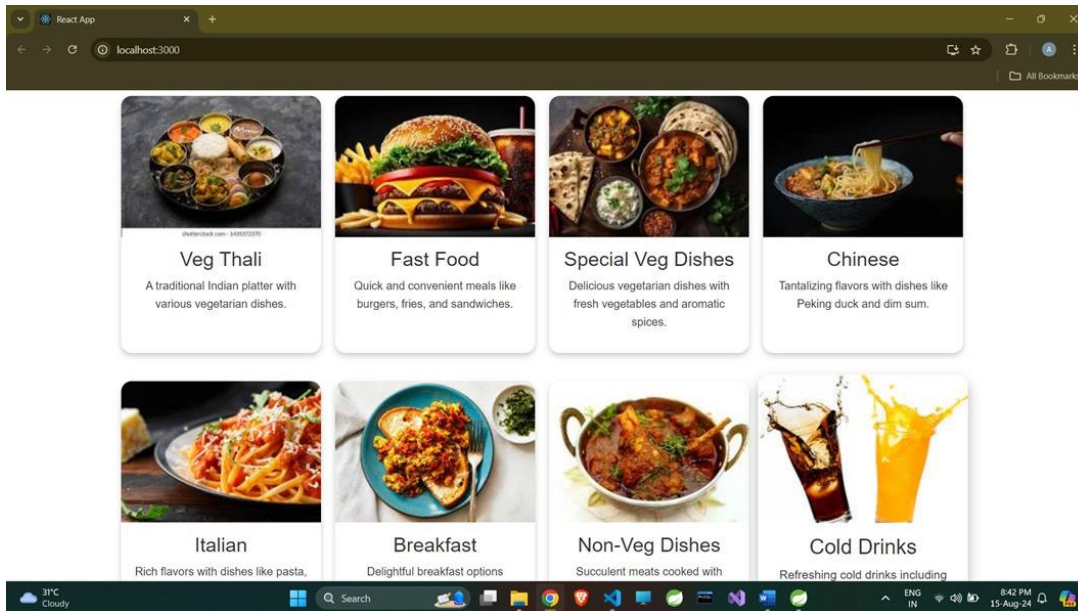 React App
localhost:3000
All Bookmarks
shutterstock.com · 1435372370
Veg Thali
A traditional Indian platter with
various vegetarian dishes.
Fast Food
Quick and convenient meals like
burgers, fries, and sandwiches.
Special Veg Dishes
Delicious vegetarian dishes with
fresh vegetables and aromatic
spices.
Chinese
Tantalizing flavors with dishes like
Peking duck and dim sum.
Italian
Rich flavors with dishes like pasta,
Breakfast
Delightful breakfast options
Non-Veg Dishes
Succulent meats cooked with
Cold Drinks
Refreshing cold drinks including
31°C
Cloudy
Search
ENG
IN
8:42 PM
15-Aug-24